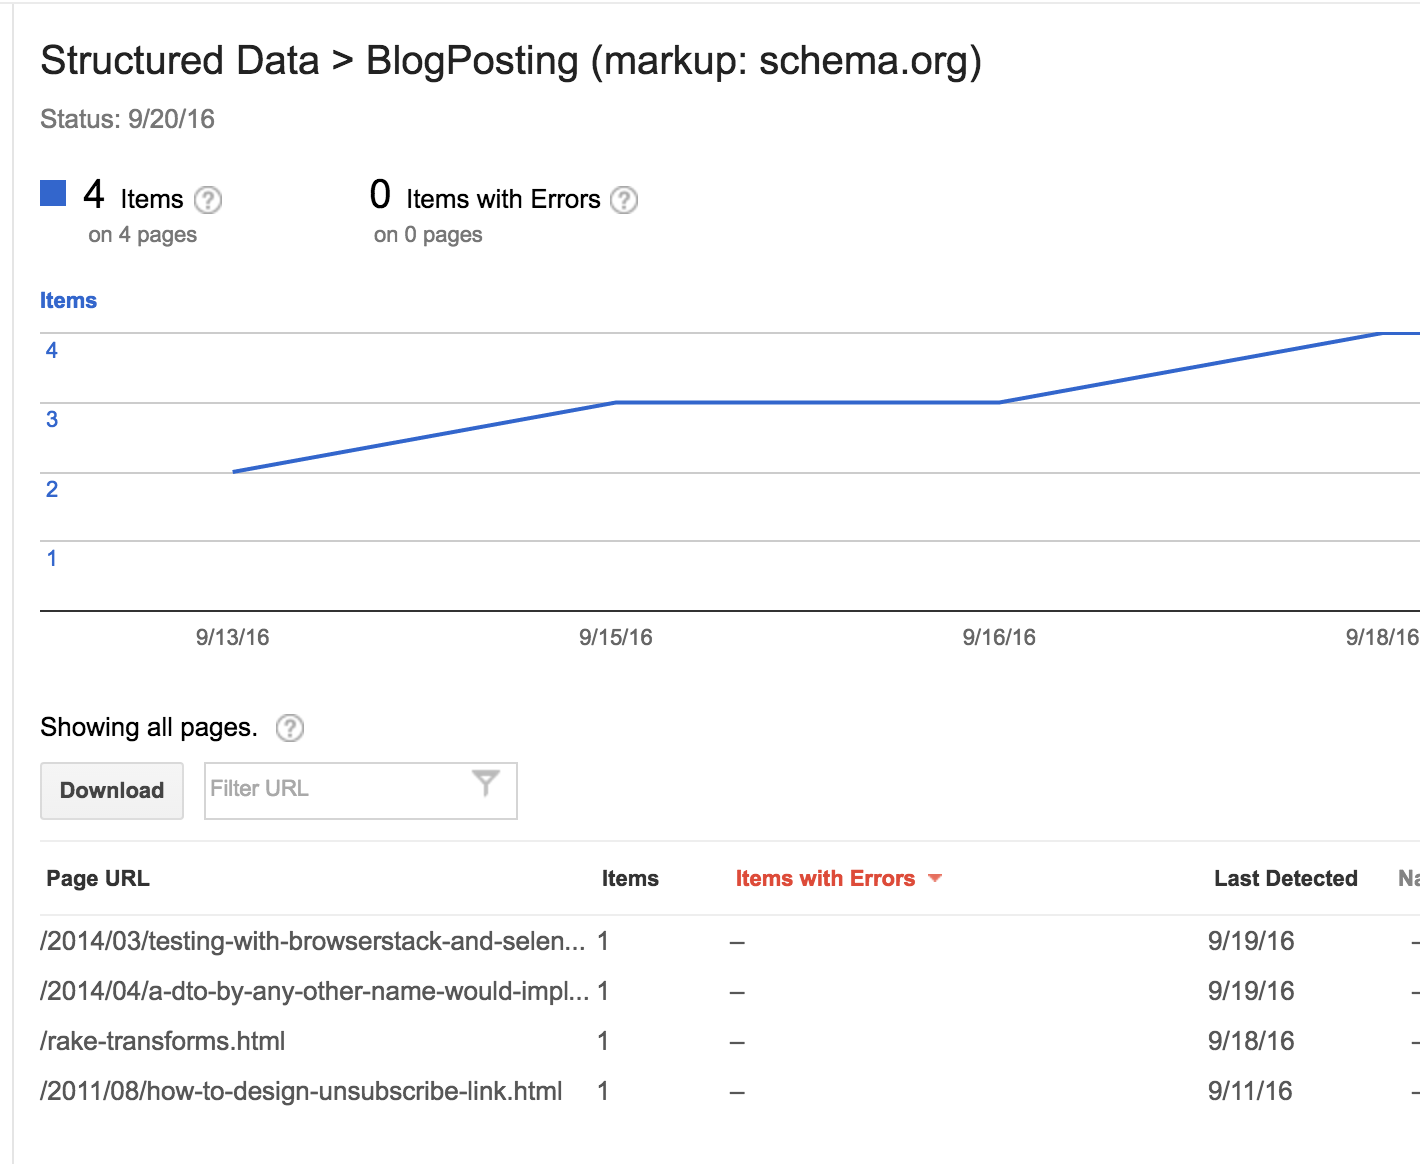 Structured Data > BlogPosting (markup: schema.org)
Status: 9/20/16
4 Items ? 0 Items with Errors ?
on 4 pages on 0 pages
Items
4
3
2
1
9/13/16 9/15/16 9/16/16 9/18/16
Showing all pages. ?
Download Filter URL
Page URL Items Items with Errors Last Detected Na
/2014/03/testing-with-browserstack-and-selen... 1 – 9/19/16 –
/2014/04/a-dto-by-any-other-name-would-impl... 1 – 9/19/16 –
/rake-transforms.html 1 – 9/18/16 –
/2011/08/how-to-design-unsubscribe-link.html 1 – 9/11/16 –